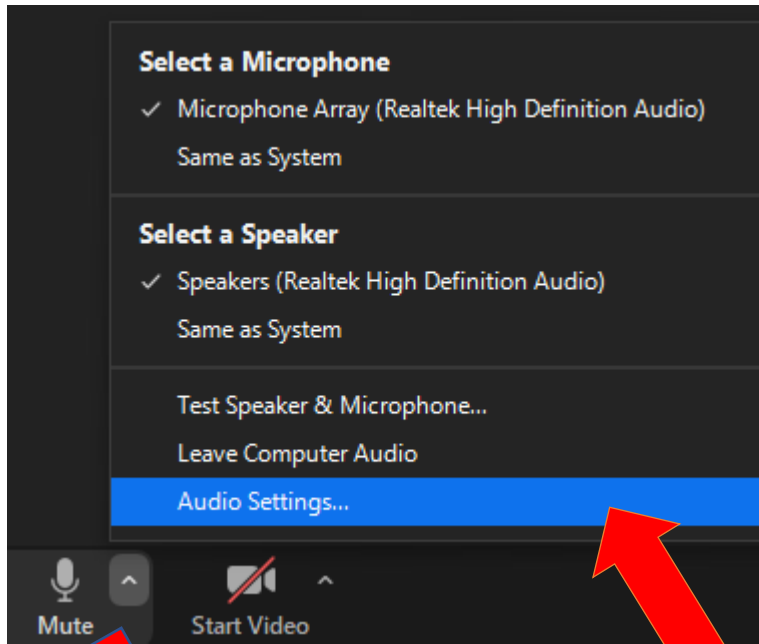 Select a Microphone
Microphone Array (Realtek High Definition Audio)
Same as System
Select a Speaker
Speakers (Realtek High Definition Audio)
Same as System
Test Speaker & Microphone...
Leave Computer Audio
Audio Settings...
Mute Start Video